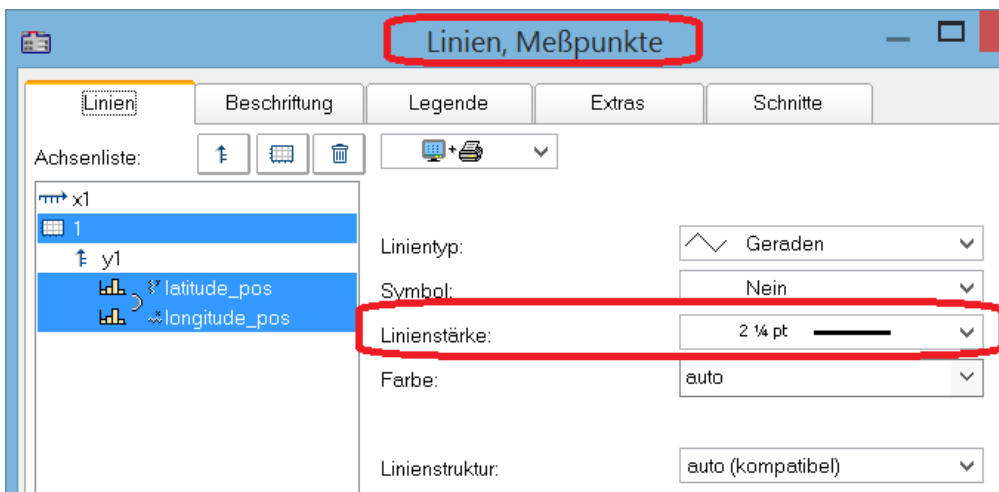 Linien, Meßpunkte
Linien Beschriftung Legende Extras Schnitte
Achsenliste:
x1
1
y1
latitude_pos
longitude_pos
Linientyp: Geraden
Symbol: Nein
Linienstärke: 2 ¼ pt
Farbe: auto
Linienstruktur: auto (kompatibel)